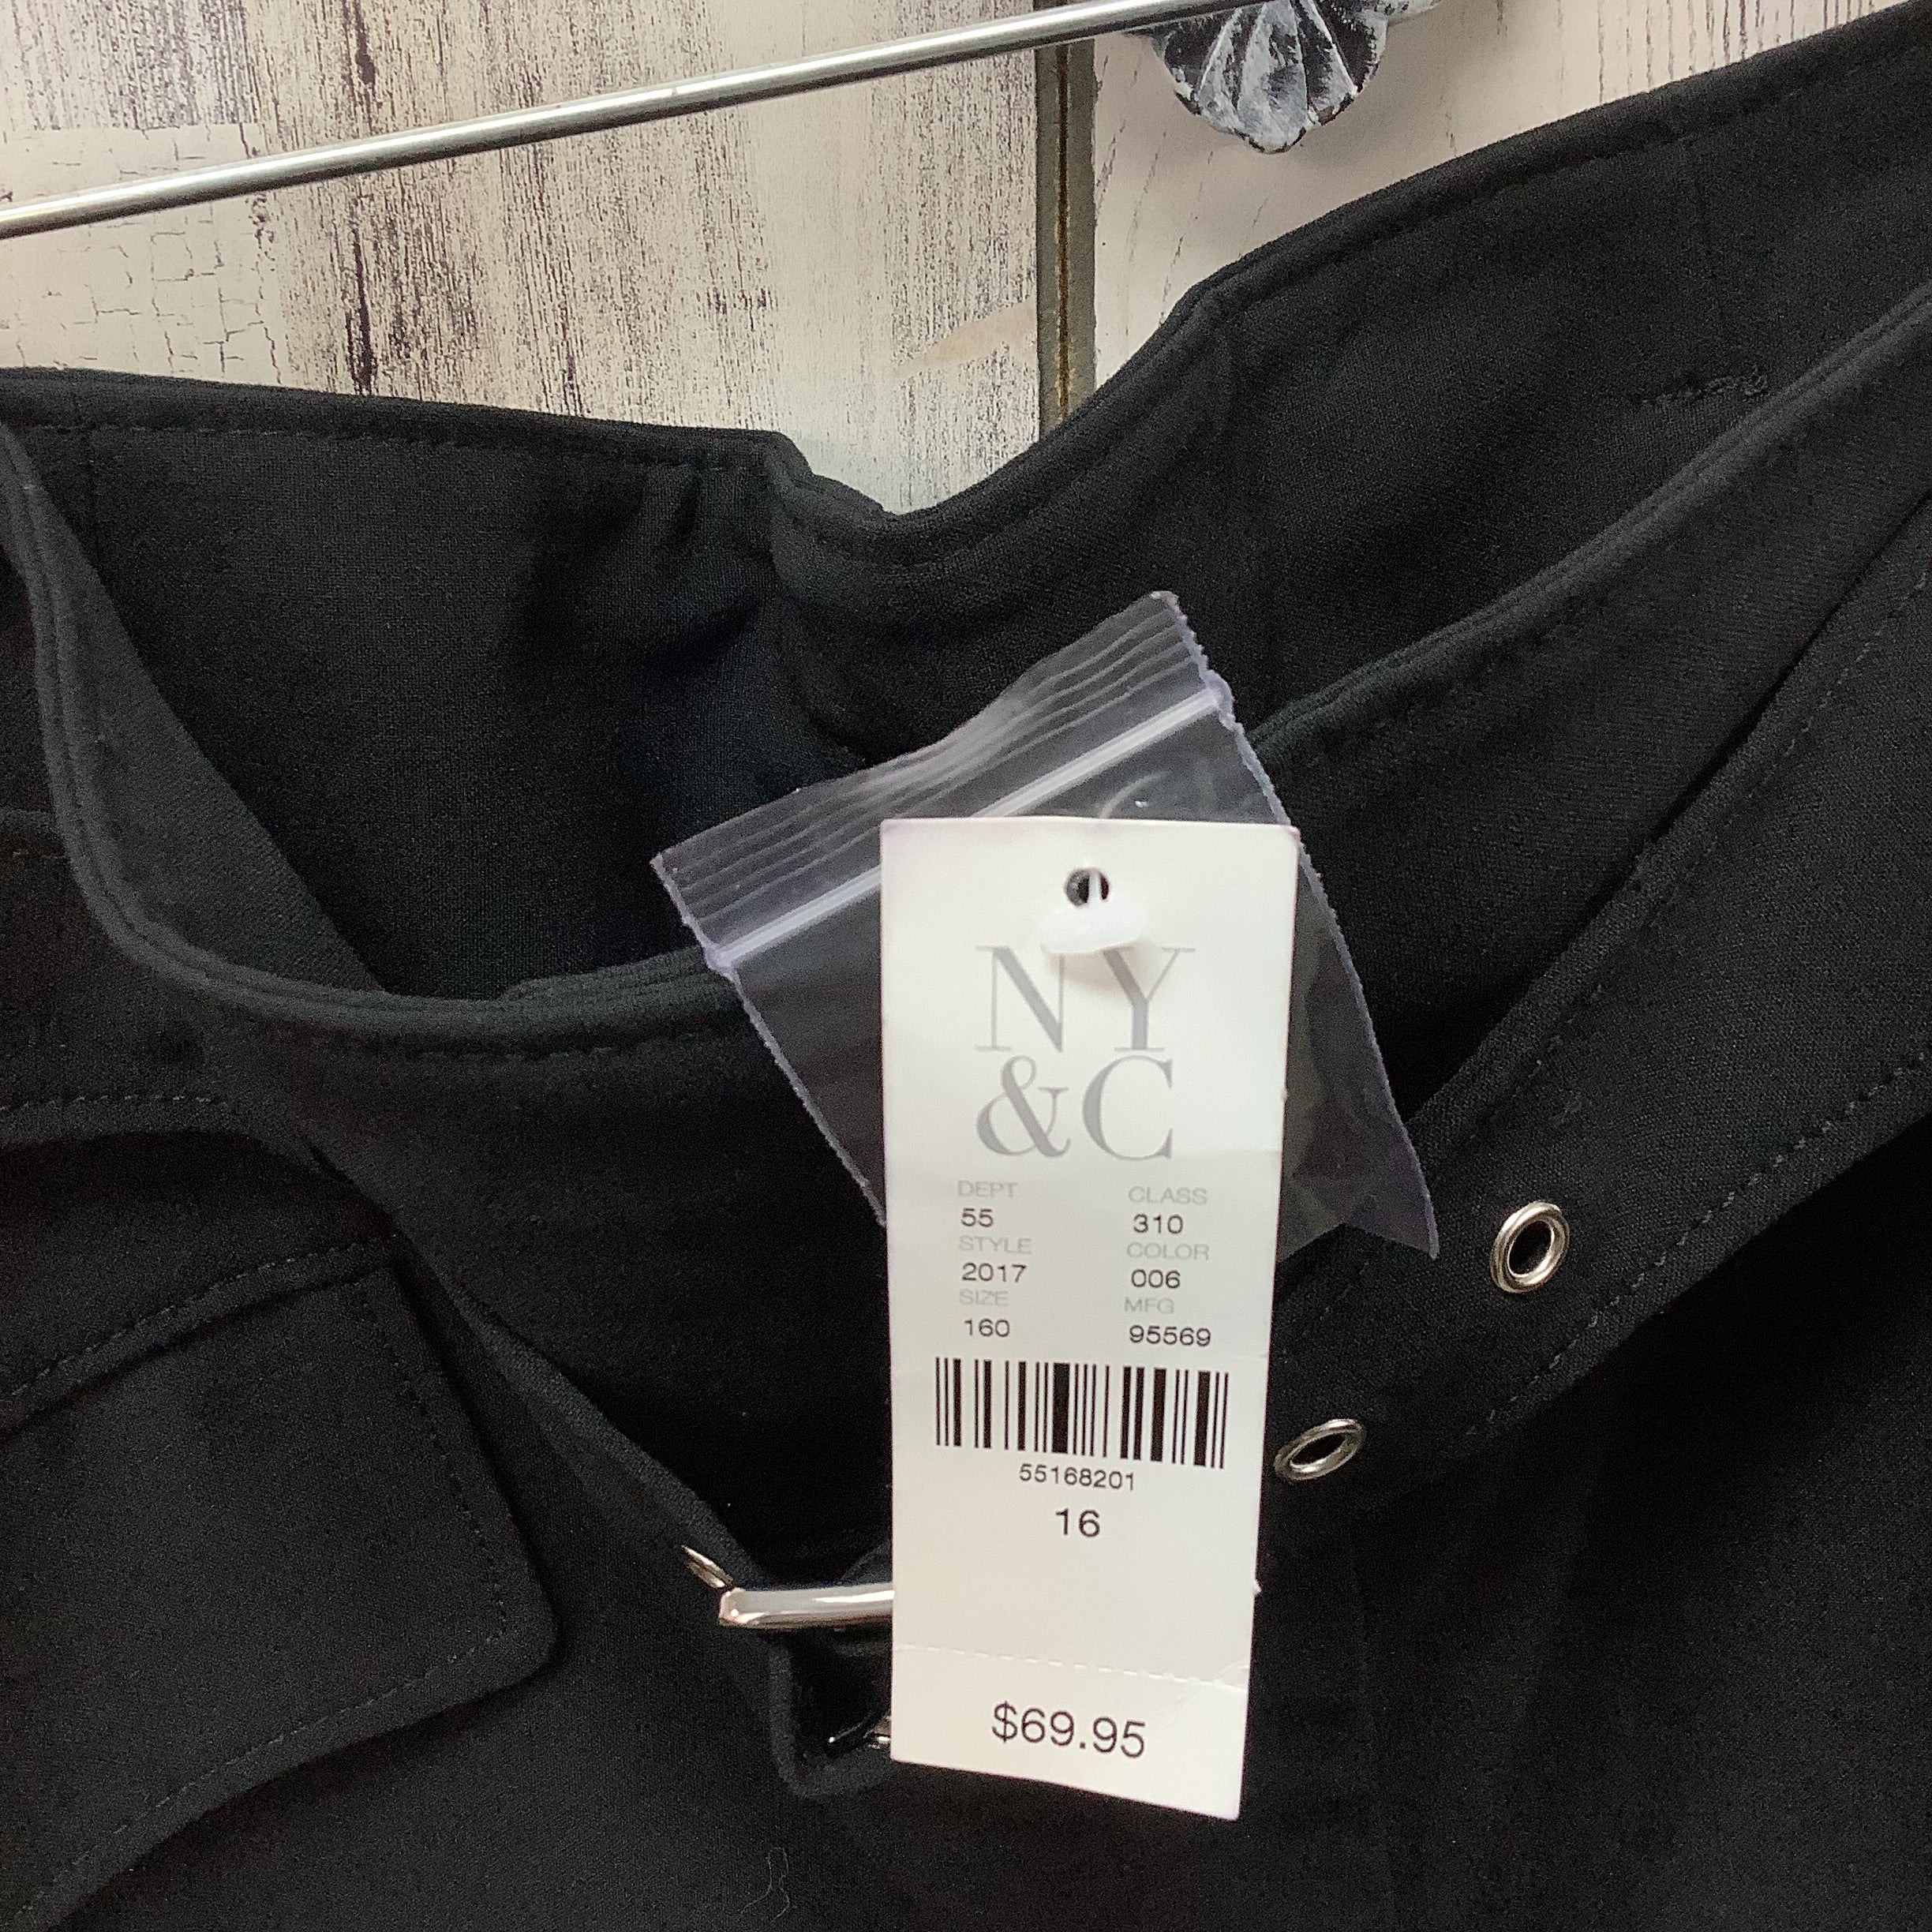 NY
&C
DEPT CLASS
55 310
STYLE COLOR
2017 006
SIZE MFG
160 95569
55168201
16
$69.95